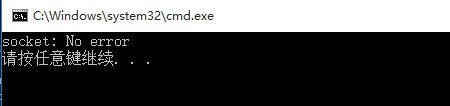 C:\Windows\system32\cmd.exe
socket: No error
请按任意键继续. . .